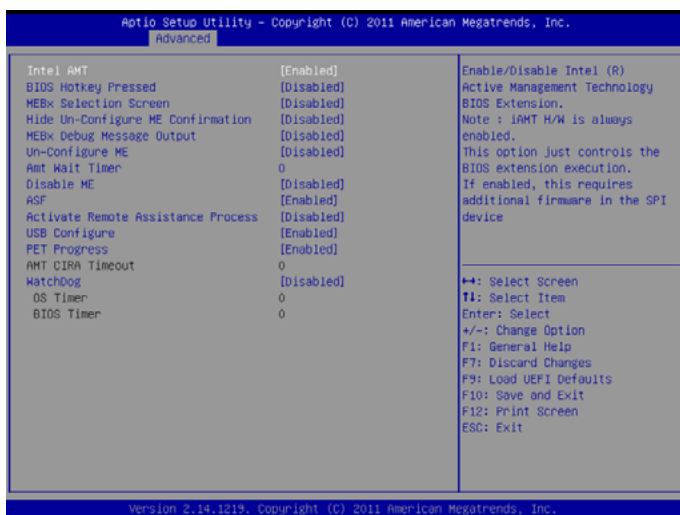 Aptio Setup Utility – Copyright (C) 2011 American Megatrends, Inc.
Advanced
Intel AMT [Enabled]
BIOS Hotkey Pressed [Disabled]
MEBx Selection Screen [Disabled]
Hide Un-Configure ME Confirmation [Disabled]
MEBx Debug Message Output [Disabled]
Un-Configure ME [Disabled]
Amt Wait Timer 0
Disable ME [Disabled]
ASF [Enabled]
Activate Remote Assistance Process [Disabled]
USB Configure [Enabled]
PET Progress [Enabled]
AMT CIRA Timeout 0
WatchDog [Disabled]
OS Timer 0
BIOS Timer 0
Enable/Disable Intel (R)
Active Management Technology
BIOS Extension.
Note : iAMT H/W is always
enabled.
This option just controls the
BIOS extension execution.
If enabled, this requires
additional firmware in the SPI
device
↔: Select Screen
↑↓: Select Item
Enter: Select
+/-: Change Option
F1: General Help
F7: Discard Changes
F9: Load UEFI Defaults
F10: Save and Exit
F12: Print Screen
ESC: Exit
Version 2.14.1219. Copyright (C) 2011 American Megatrends, Inc.